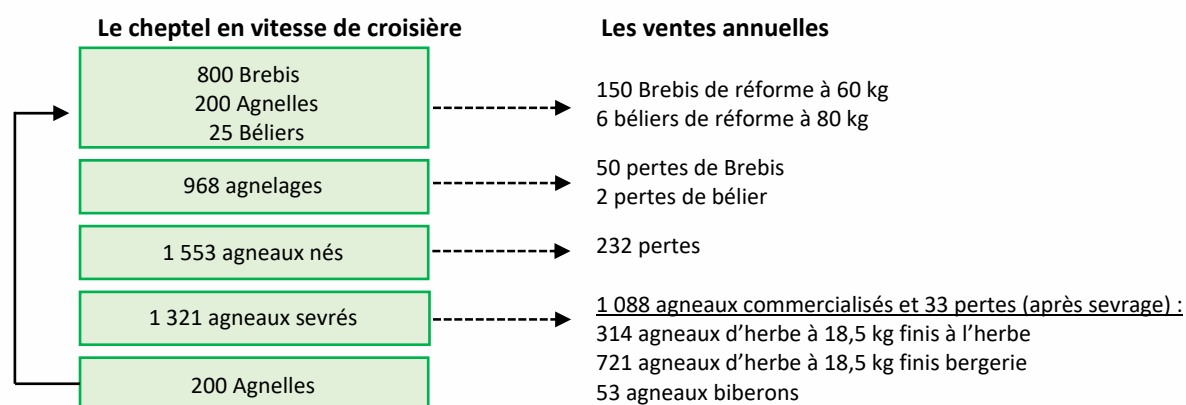 Le cheptel en vitesse de croisière
Les ventes annuelles
800 Brebis
200 Agnelles
25 Béliers
150 Brebis de réforme à 60 kg
6 béliers de réforme à 80 kg
968 agnelages
50 pertes de Brebis
2 pertes de bélier
1 553 agneaux nés
232 pertes
1 321 agneaux sevrés
1 088 agneaux commercialisés et 33 pertes (après sevrage) :
314 agneaux d’herbe à 18,5 kg finis à l’herbe
721 agneaux d’herbe à 18,5 kg finis bergerie
53 agneaux biberons
200 Agnelles